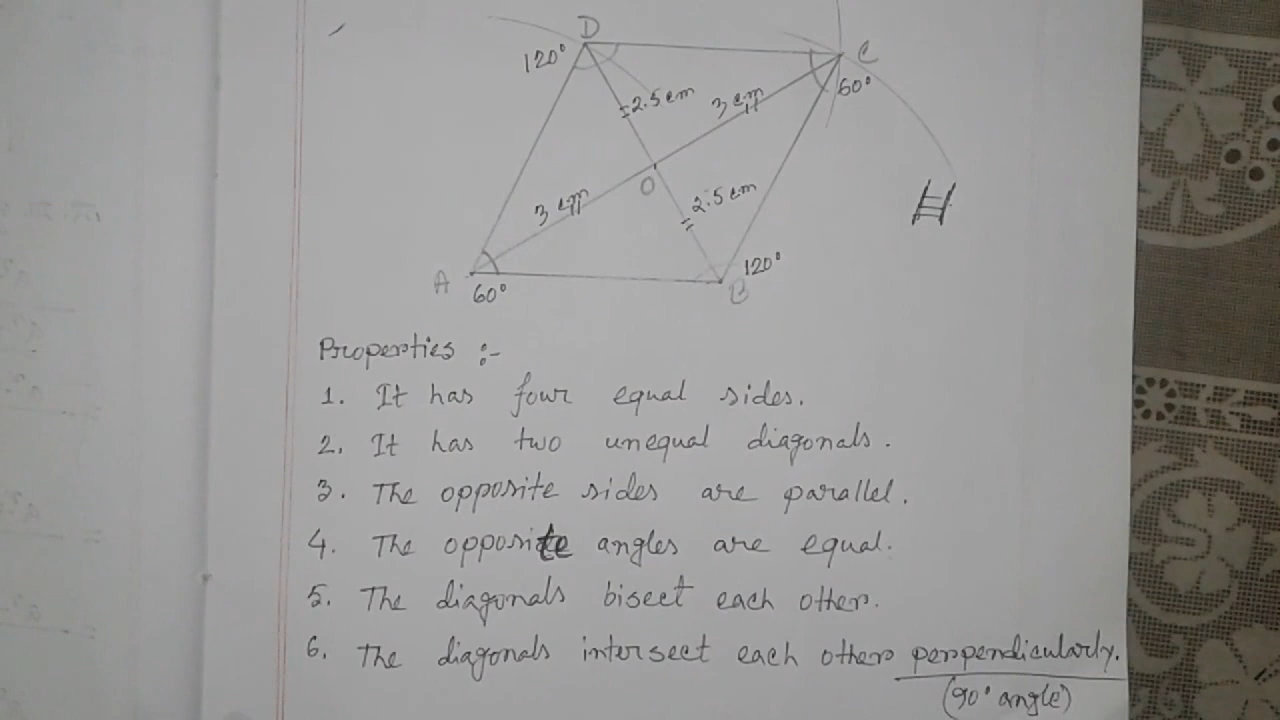 D
120°
C
60°
2.5 cm
3 cm
O
3 cm
2.5 cm
A
60°
B
120°
Properties :-
1. It has four equal sides.
2. It has two unequal diagonals.
3. The opposite sides are parallel.
4. The opposite angles are equal.
5. The diagonals bisect each other.
6. The diagonals intersect each other perpendicularly.
(90° angle)